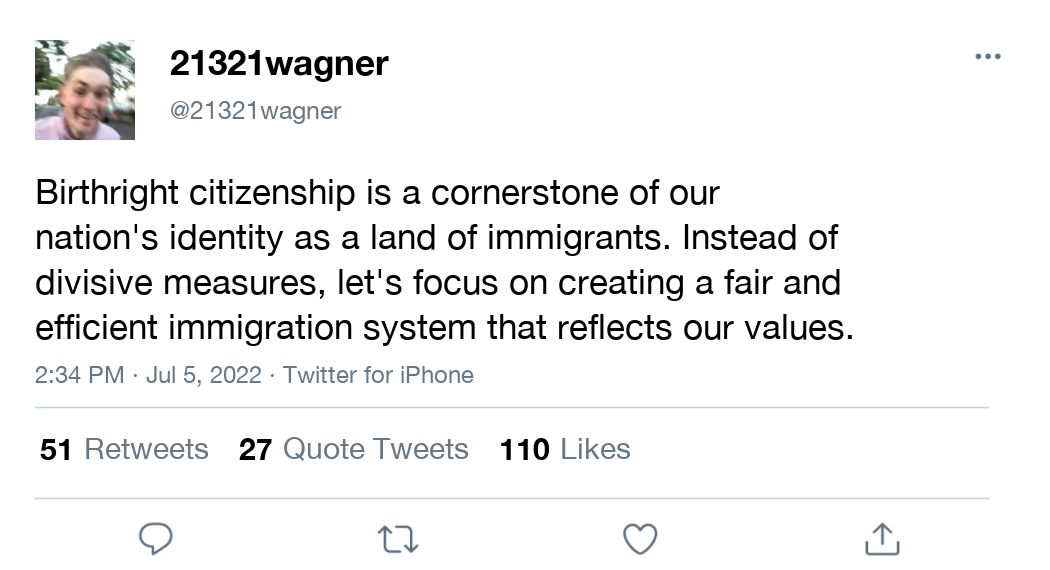 21321wagner
@21321wagner
Birthright citizenship is a cornerstone of our
nation's identity as a land of immigrants. Instead of
divisive measures, let's focus on creating a fair and
efficient immigration system that reflects our values.
2:34 PM · Jul 5, 2022 · Twitter for iPhone
51 Retweets 27 Quote Tweets 110 Likes